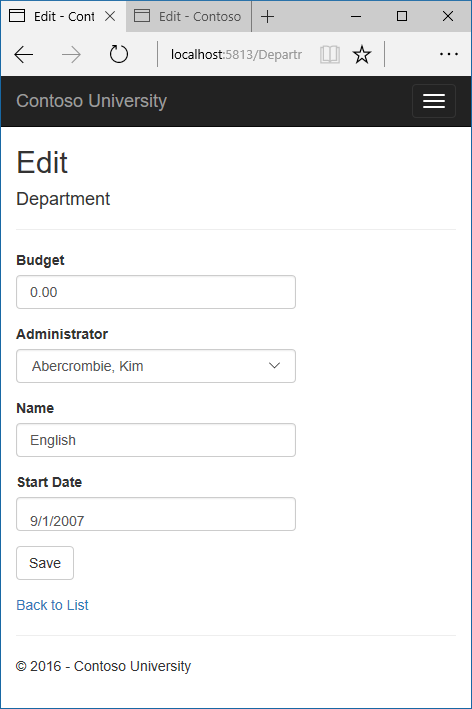 Edit - Cont
Edit - Contoso
localhost:5813/Departr
Contoso University
Edit
Department
Budget
0.00
Administrator
Abercrombie, Kim
Name
English
Start Date
9/1/2007
Save
Back to List
© 2016 - Contoso University